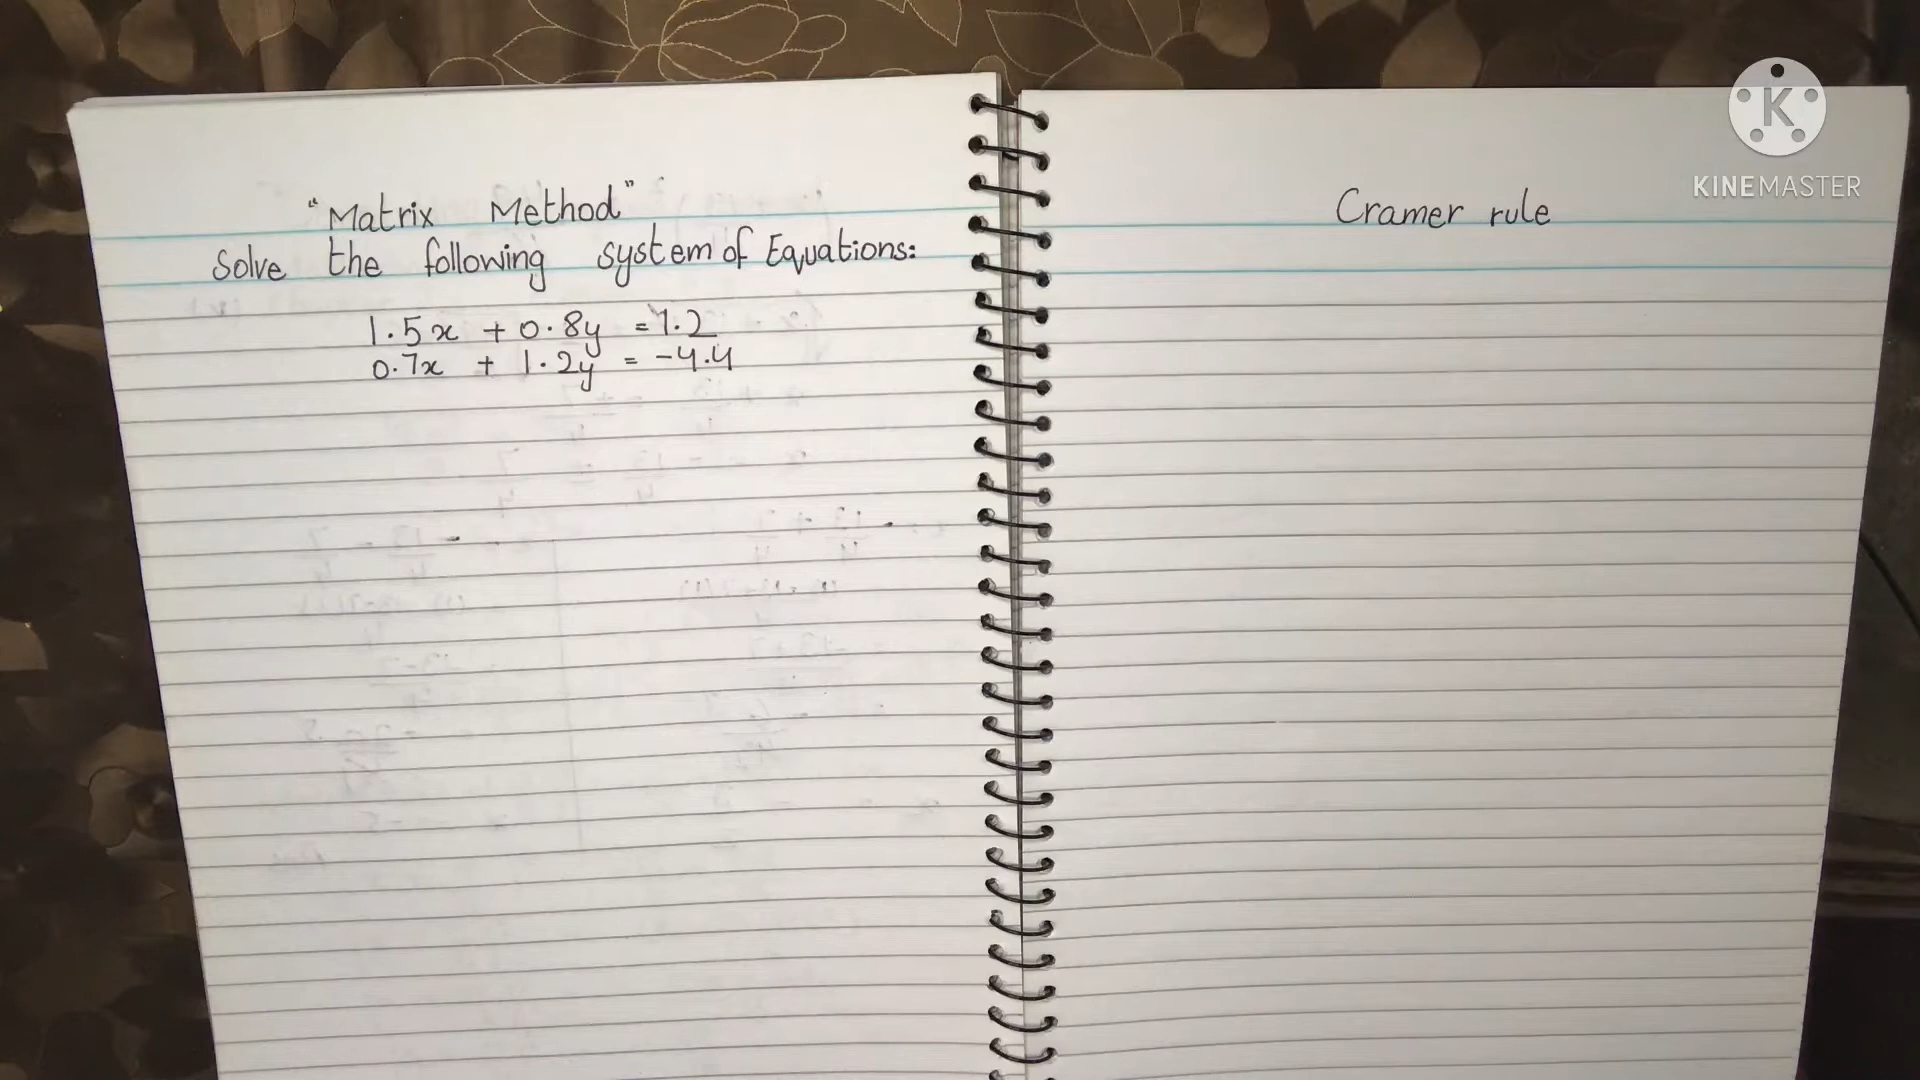 "Matrix Method"
Solve the following system of Equations:
1.5x + 0.8y = 1.2
0.7x + 1.2y = -4.4
Cramer rule
K
KINEMASTER